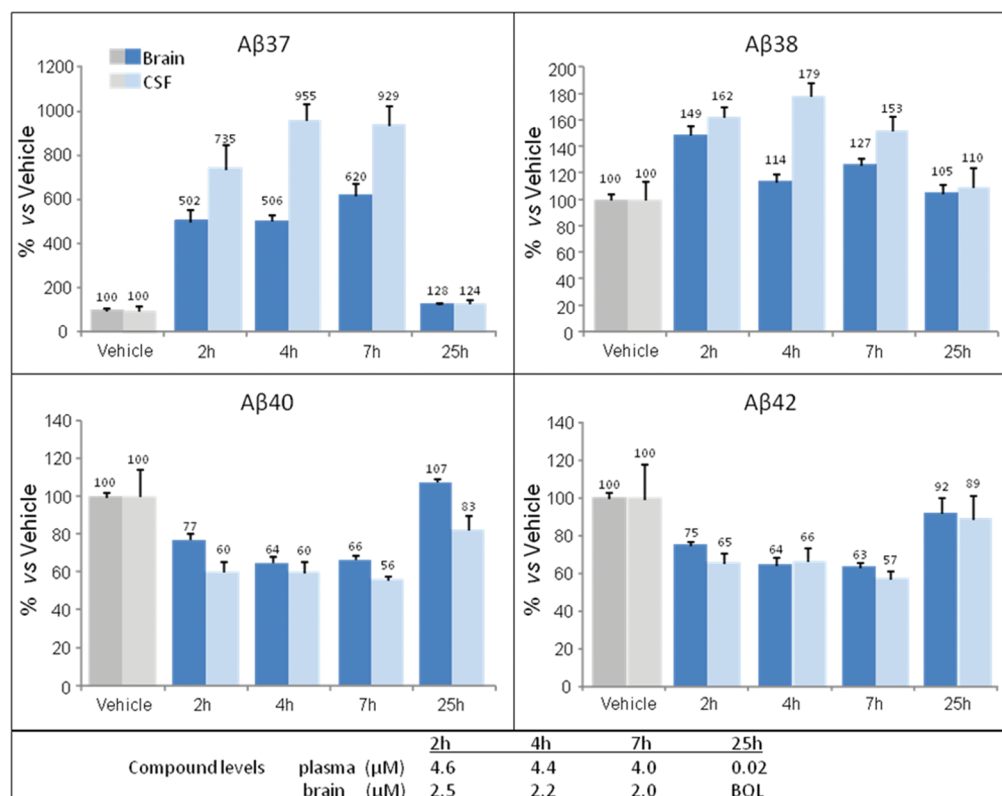 Aβ37
Brain
CSF
% vs Vehicle
1200
1000
800
600
400
200
0
100
100
502
735
506
955
620
929
128
124
Vehicle
2h
4h
7h
25h
Aβ38
% vs Vehicle
200
180
160
140
120
100
80
60
40
20
0
100
100
149
162
114
179
127
153
105
110
Vehicle
2h
4h
7h
25h
Aβ40
% vs Vehicle
140
120
100
80
60
40
20
0
100
100
77
60
64
60
66
56
107
83
Vehicle
2h
4h
7h
25h
Aβ42
% vs Vehicle
140
120
100
80
60
40
20
0
100
100
75
65
64
66
63
57
92
89
Vehicle
2h
4h
7h
25h
2h 4h 7h 25h
Compound levels plasma (µM) 4.6 4.4 4.0 0.02
brain (µM) 2.5 2.2 2.0 BQL